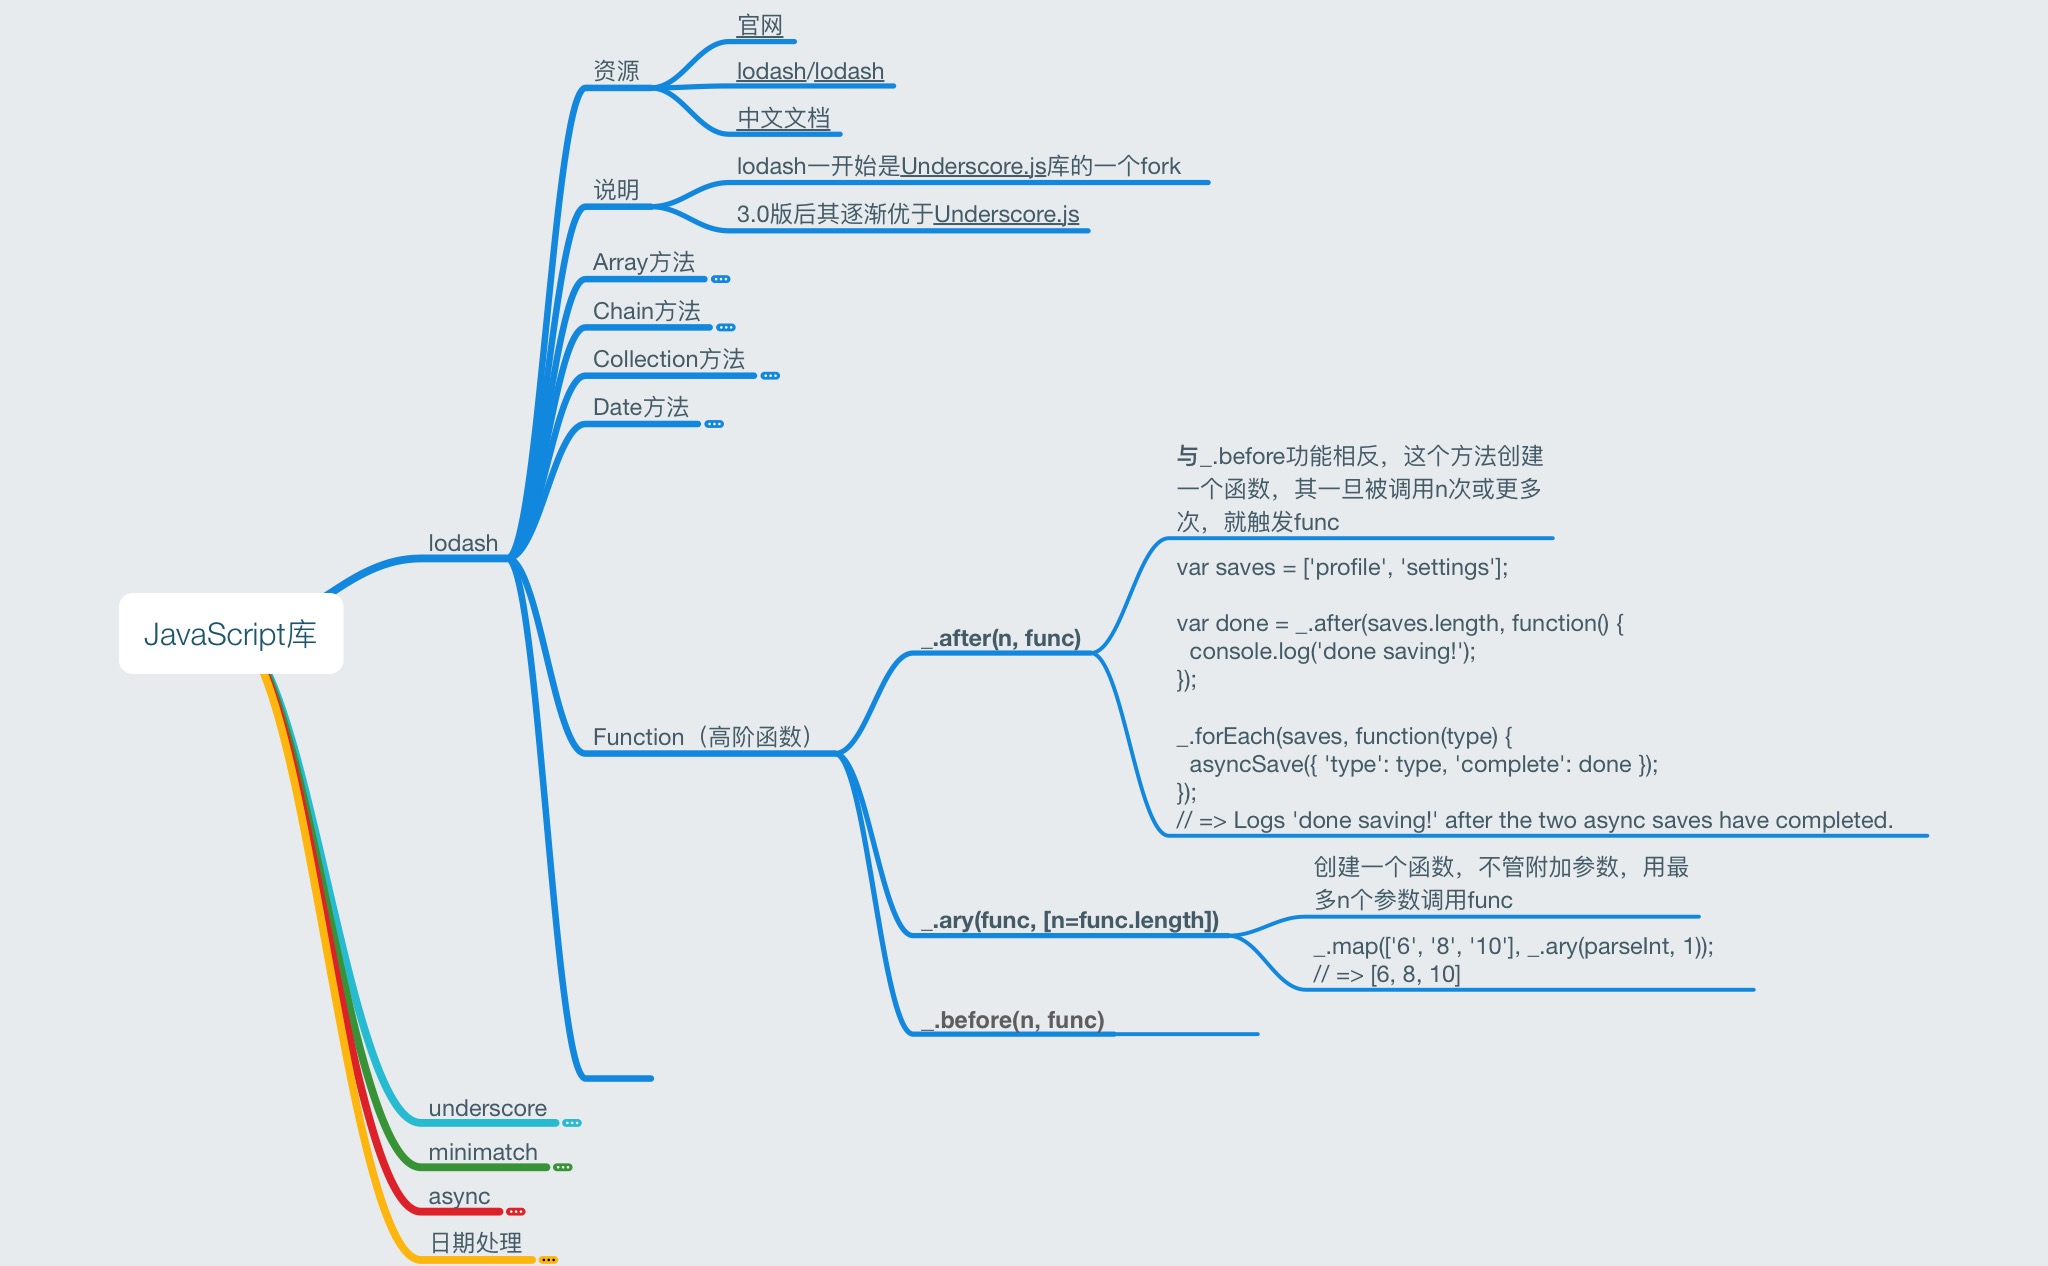 官网
资源
lodash/lodash
中文文档
lodash一开始是Underscore.js库的一个fork
说明
3.0版后其逐渐优于Underscore.js
Array方法
Chain方法
Collection方法
Date方法
与_.before功能相反，这个方法创建
一个函数，其一旦被调用n次或更多
次，就触发func
lodash
var saves = ['profile', 'settings'];
var done = _.after(saves.length, function() {
JavaScript库
_.after(n, func)
console.log('done saving!');
});
Function（高阶函数）
_.forEach(saves, function(type) {
asyncSave({ 'type': type, 'complete': done });
});
// => Logs 'done saving!' after the two async saves have completed.
创建一个函数，不管附加参数，用最
多n个参数调用func
_.ary(func, [n=func.length])
_.map(['6', '8', '10'], _.ary(parseInt, 1));
// => [6, 8, 10]
_.before(n, func)
underscore
minimatch
async
日期处理